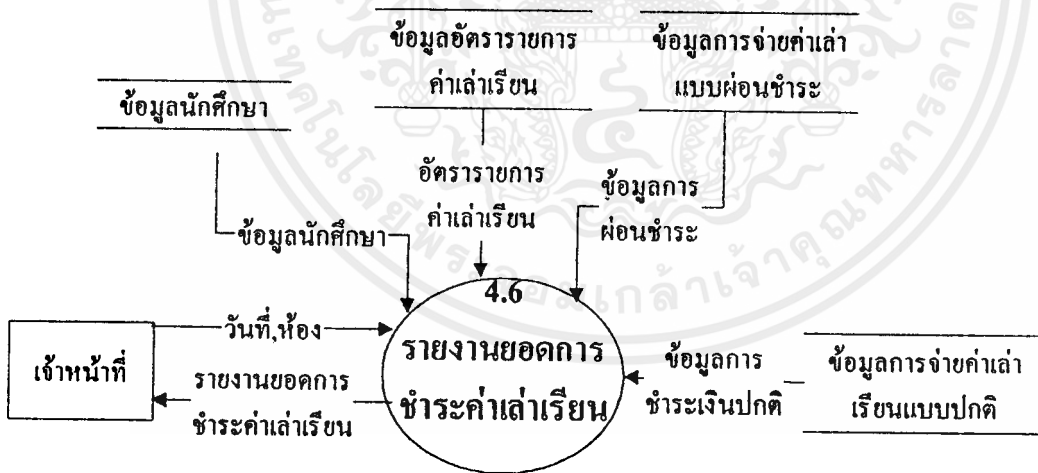 ข้อมูลอัตรารายการ
ค่าเล่าเรียน
ข้อมูลการจ่ายค่าเล่า
แบบผ่อนชำระ
ข้อมูลนักศึกษา
อัตรารายการ
ค่าเล่าเรียน
ข้อมูลการ
ผ่อนชำระ
ข้อมูลนักศึกษา
4.6
รายงานยอดการ
ชำระค่าเล่าเรียน
วันที่,ห้อง
เจ้าหน้าที่
รายงานยอดการ
ชำระค่าเล่าเรียน
ข้อมูลการ
ชำระเงินปกติ
ข้อมูลการจ่ายค่าเล่า
เรียนแบบปกติ